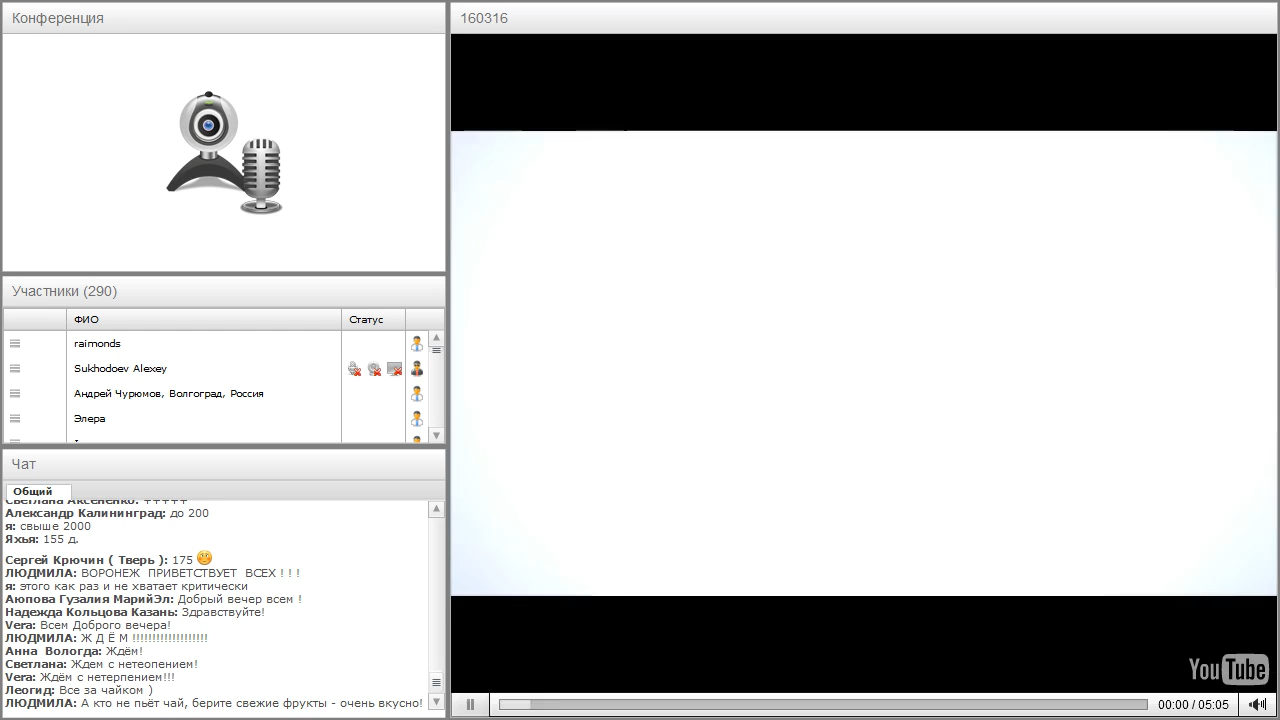 Конференция
160316
Участники (290)
ФИО
Статус
raimonds
Sukhodoev Alexey
Андрей Чурюмов, Волгоград, Россия
Элера
Чат
Общий
Светлана Аксененко: +++++
Александр Калининград: до 200
я: свыше 2000
Яхья: 155 д.
Сергей Крючин ( Тверь ): 175
ЛЮДМИЛА: ВОРОНЕЖ ПРИВЕТСТВУЕТ ВСЕХ ! ! !
я: этого как раз и не хватает критически
Аюпова Гузалия МарийЭл: Добрый вечер всем !
Надежда Кольцова Казань: Здравствуйте!
Vera: Всем Доброго вечера!
ЛЮДМИЛА: Ж Д Ё М !!!!!!!!!!!!!!!!!!!
Анна Вологда: Ждём!
Светлана: Ждем с нетеопением!
Vera: Ждём с нетерпением!!!
Леогид: Все за чайком )
ЛЮДМИЛА: А кто не пьёт чай, берите свежие фрукты - очень вкусно!
YouTube
00:00 / 05:05